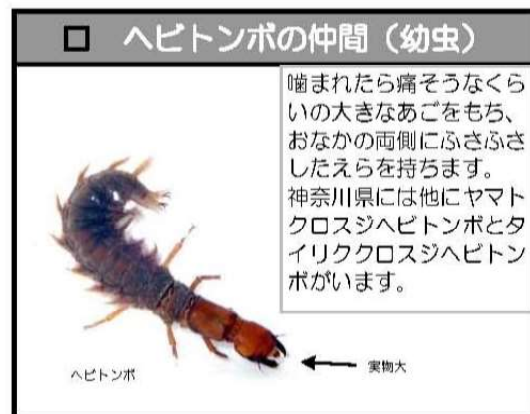 □ ヘビトンボの仲間（幼虫）
噛まれたら痛そうなくら
いの大きなあごをもち、
おなかの両側にふさふさ
したえらを持ちます。
神奈川県には他にヤマト
クロスジヘビトンボとタ
イリククロスジヘビトン
ボがいます。
ヘビトンボ
実物大